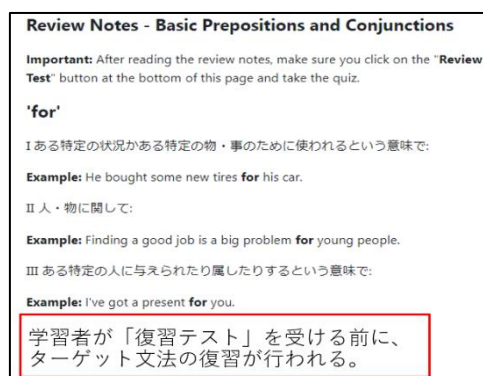 Review Notes - Basic Prepositions and Conjunctions
Important: After reading the review notes, make sure you click on the "Review
Test" button at the bottom of this page and take the quiz.
'for'
I ある特定の状況かある特定の物・事のために使われるという意味で:
Example: He bought some new tires for his car.
II 人・物に関して:
Example: Finding a good job is a big problem for young people.
III ある特定の人に与えられたり属したりするという意味で:
Example: I've got a present for you.
学習者が「復習テスト」を受ける前に、
ターゲット文法の復習が行われる。